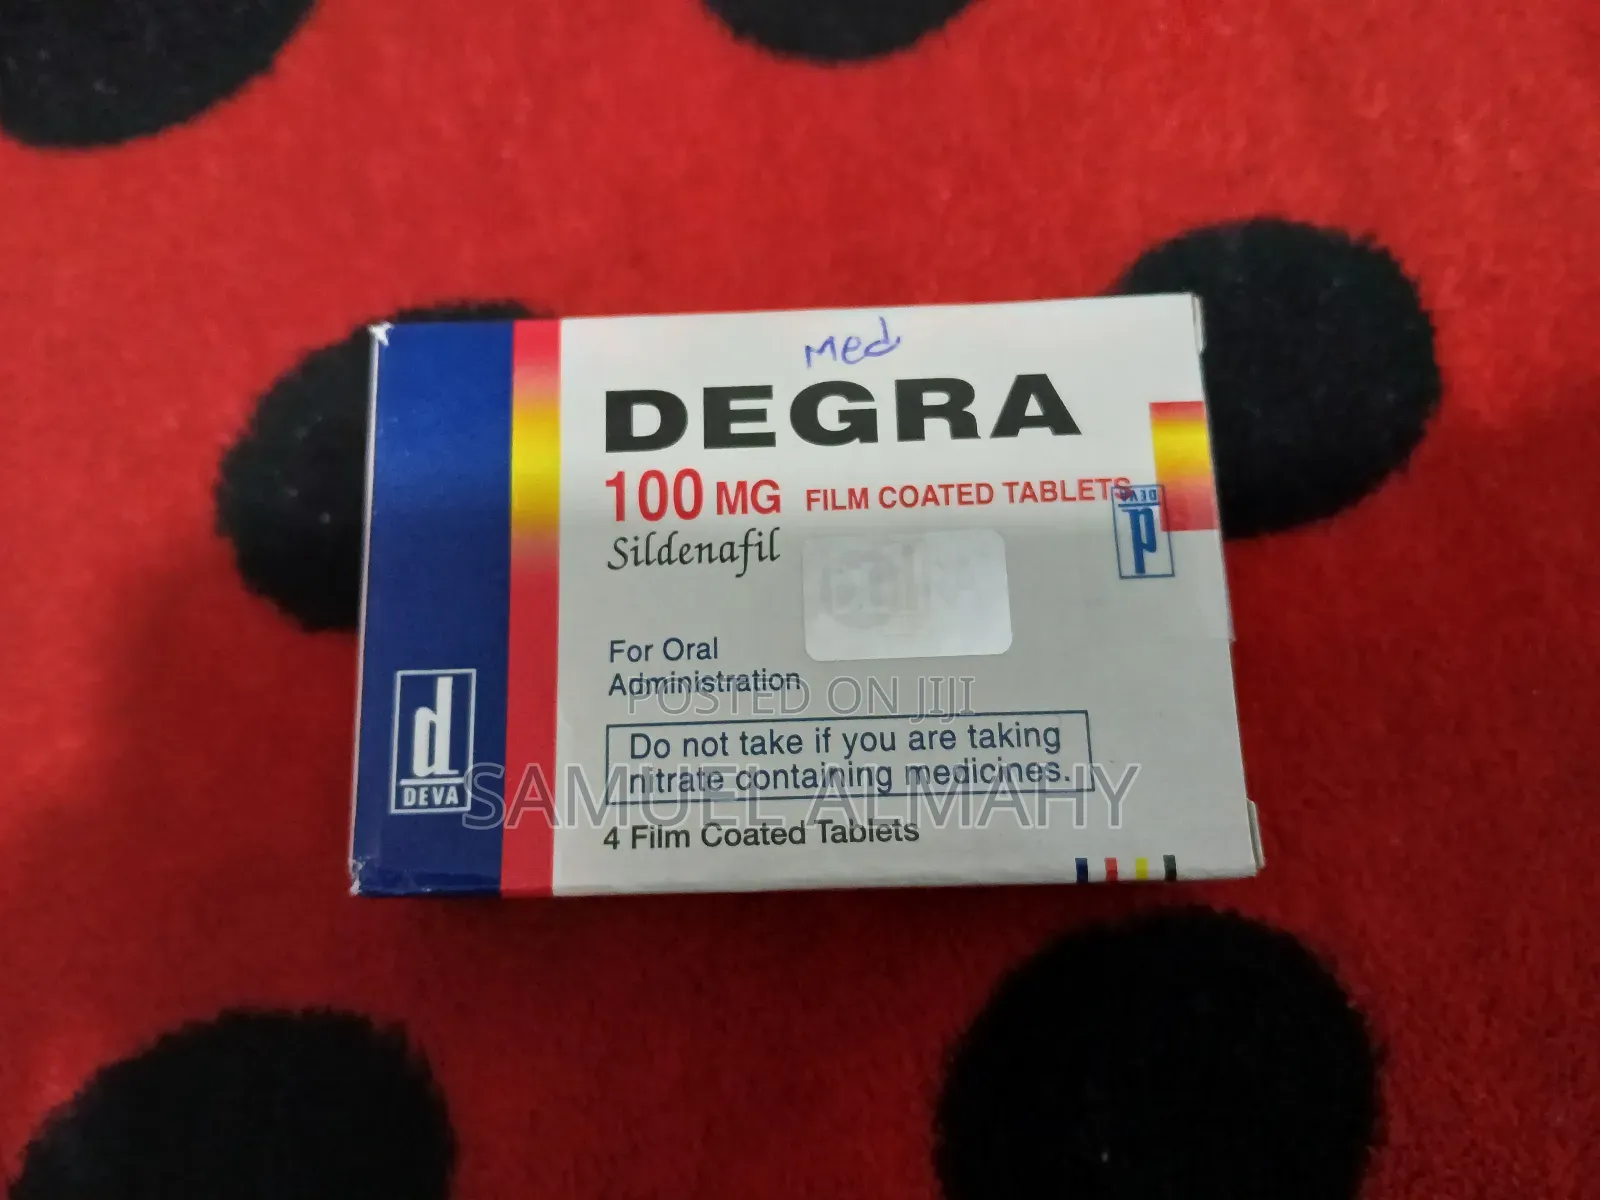 Med
DEGRA
100 MG FILM COATED TABLETS
DEVA
d
Sildenafil
For Oral
Administration
POSTED ON JIJI
Do not take if you are taking
nitrate containing medicines.
SAMUEL ALMAHY
d
DEVA
4 Film Coated Tablets